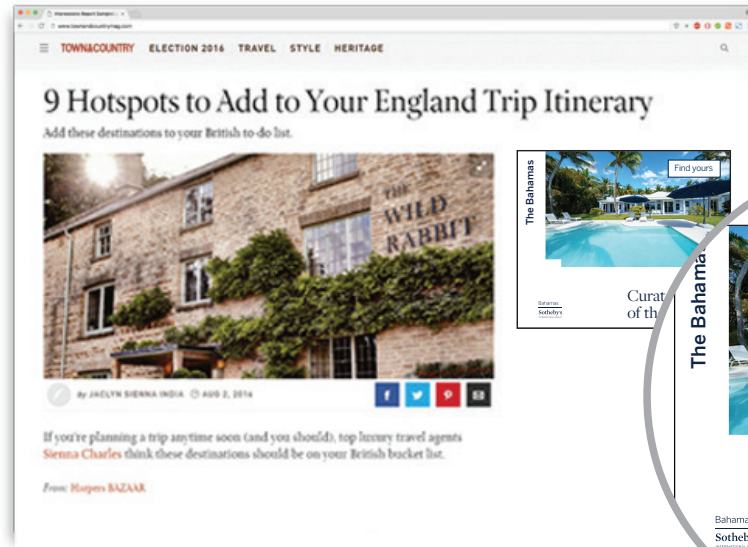 www.townandcountrymag.com
TOWN&COUNTRY ELECTION 2016 TRAVEL STYLE HERITAGE
9 Hotspots to Add to Your England Trip Itinerary
Add these destinations to your British to-do list.
THE
WILD
RABBIT
By JACLYN SIENNA INDIA AUG 2, 2016
If you're planning a trip anytime soon (and you should), top luxury travel agents
Sienna Charles think these destinations should be on your British bucket list.
From: Harpers BAZAAR
The Bahamas
Find yours
Bahamas
Sotheby's
Curat
of th
The Bahamas
Bahama
Sotheb